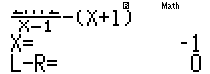 Math
X-1 -(X+1)
X= -1
L-R= 0